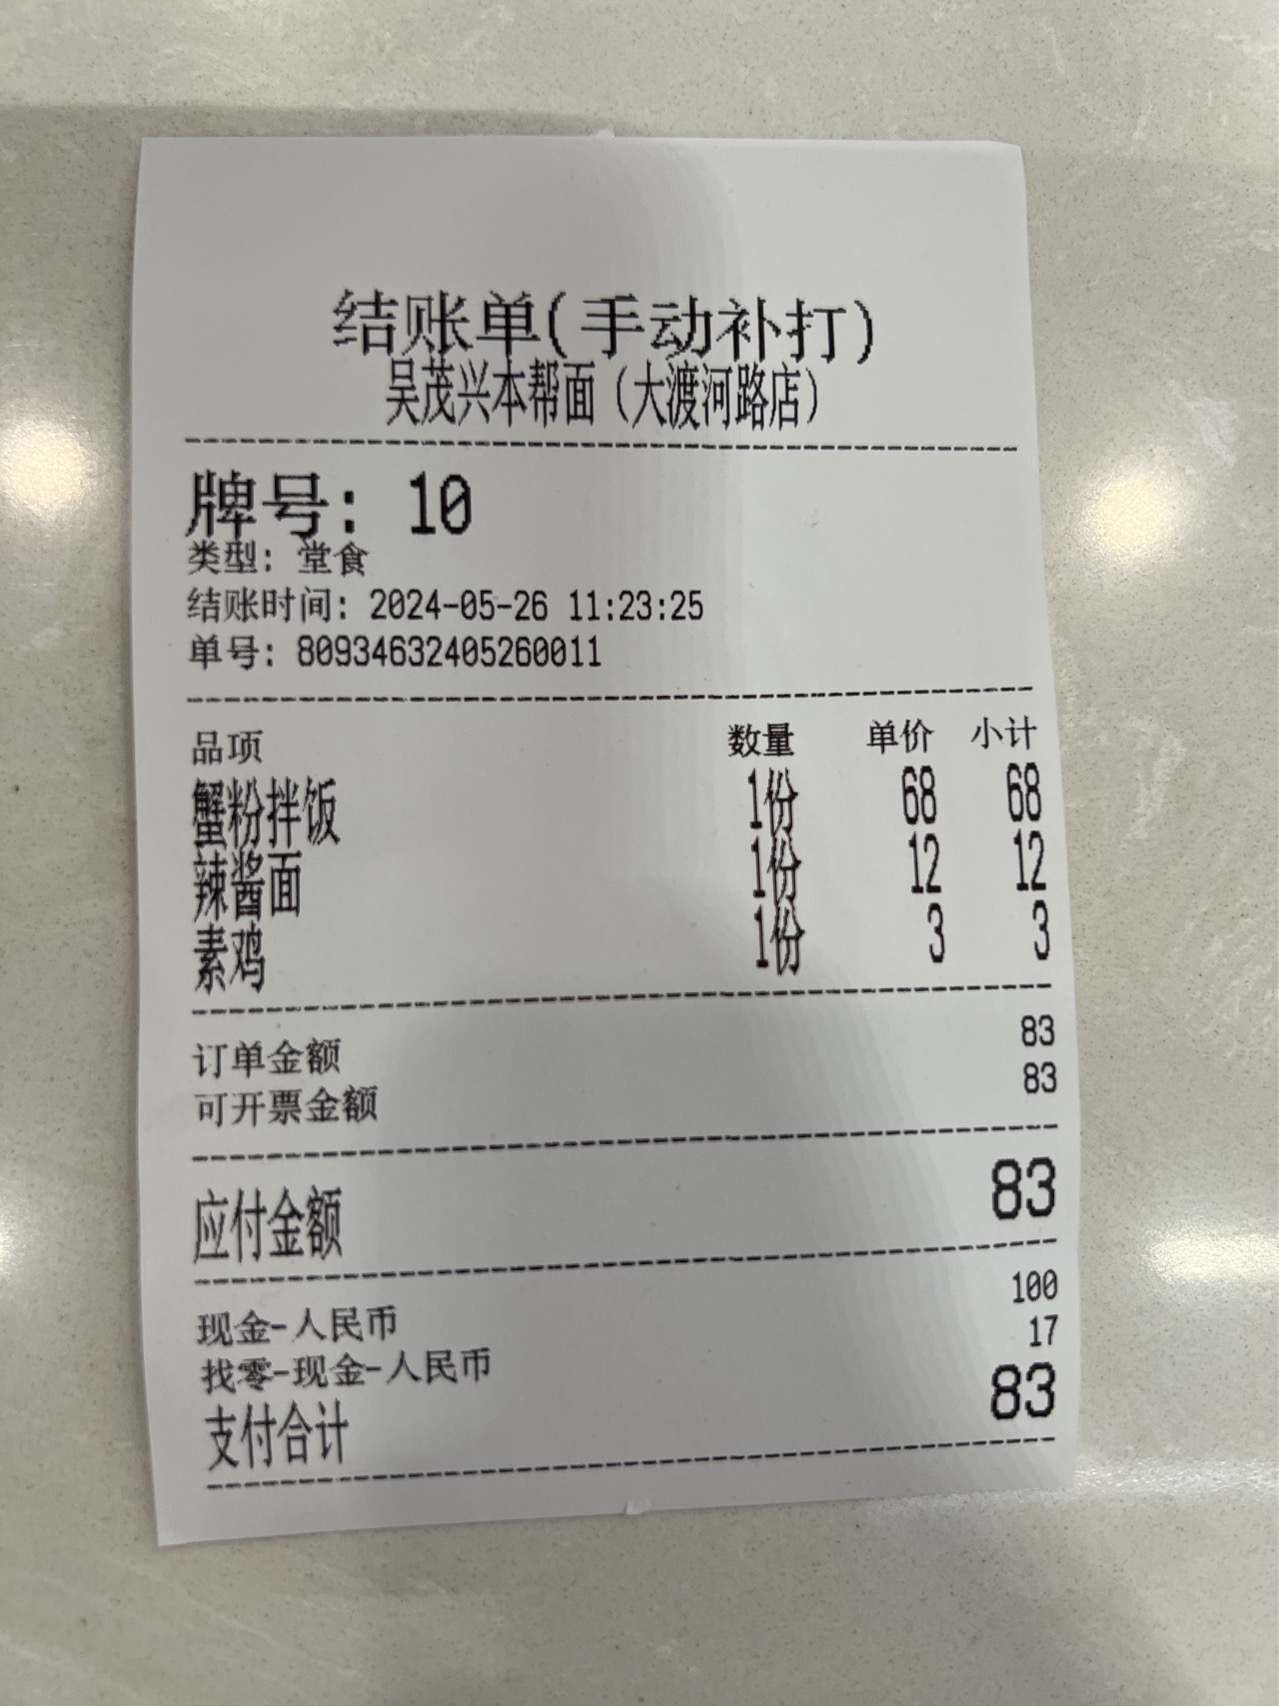 结账单(手动补打)
吴茂兴本帮面（大渡河路店）
牌号: 10
类型: 堂食
结账时间: 2024-05-26 11:23:25
单号: 80934632405260011
品项 数量 单价 小计
蟹粉拌饭 1份 68 68
辣酱面 1份 12 12
素鸡 1份 3 3
订单金额 83
可开票金额 83
应付金额 83
现金-人民币 100
找零-现金-人民币 17
支付合计 83